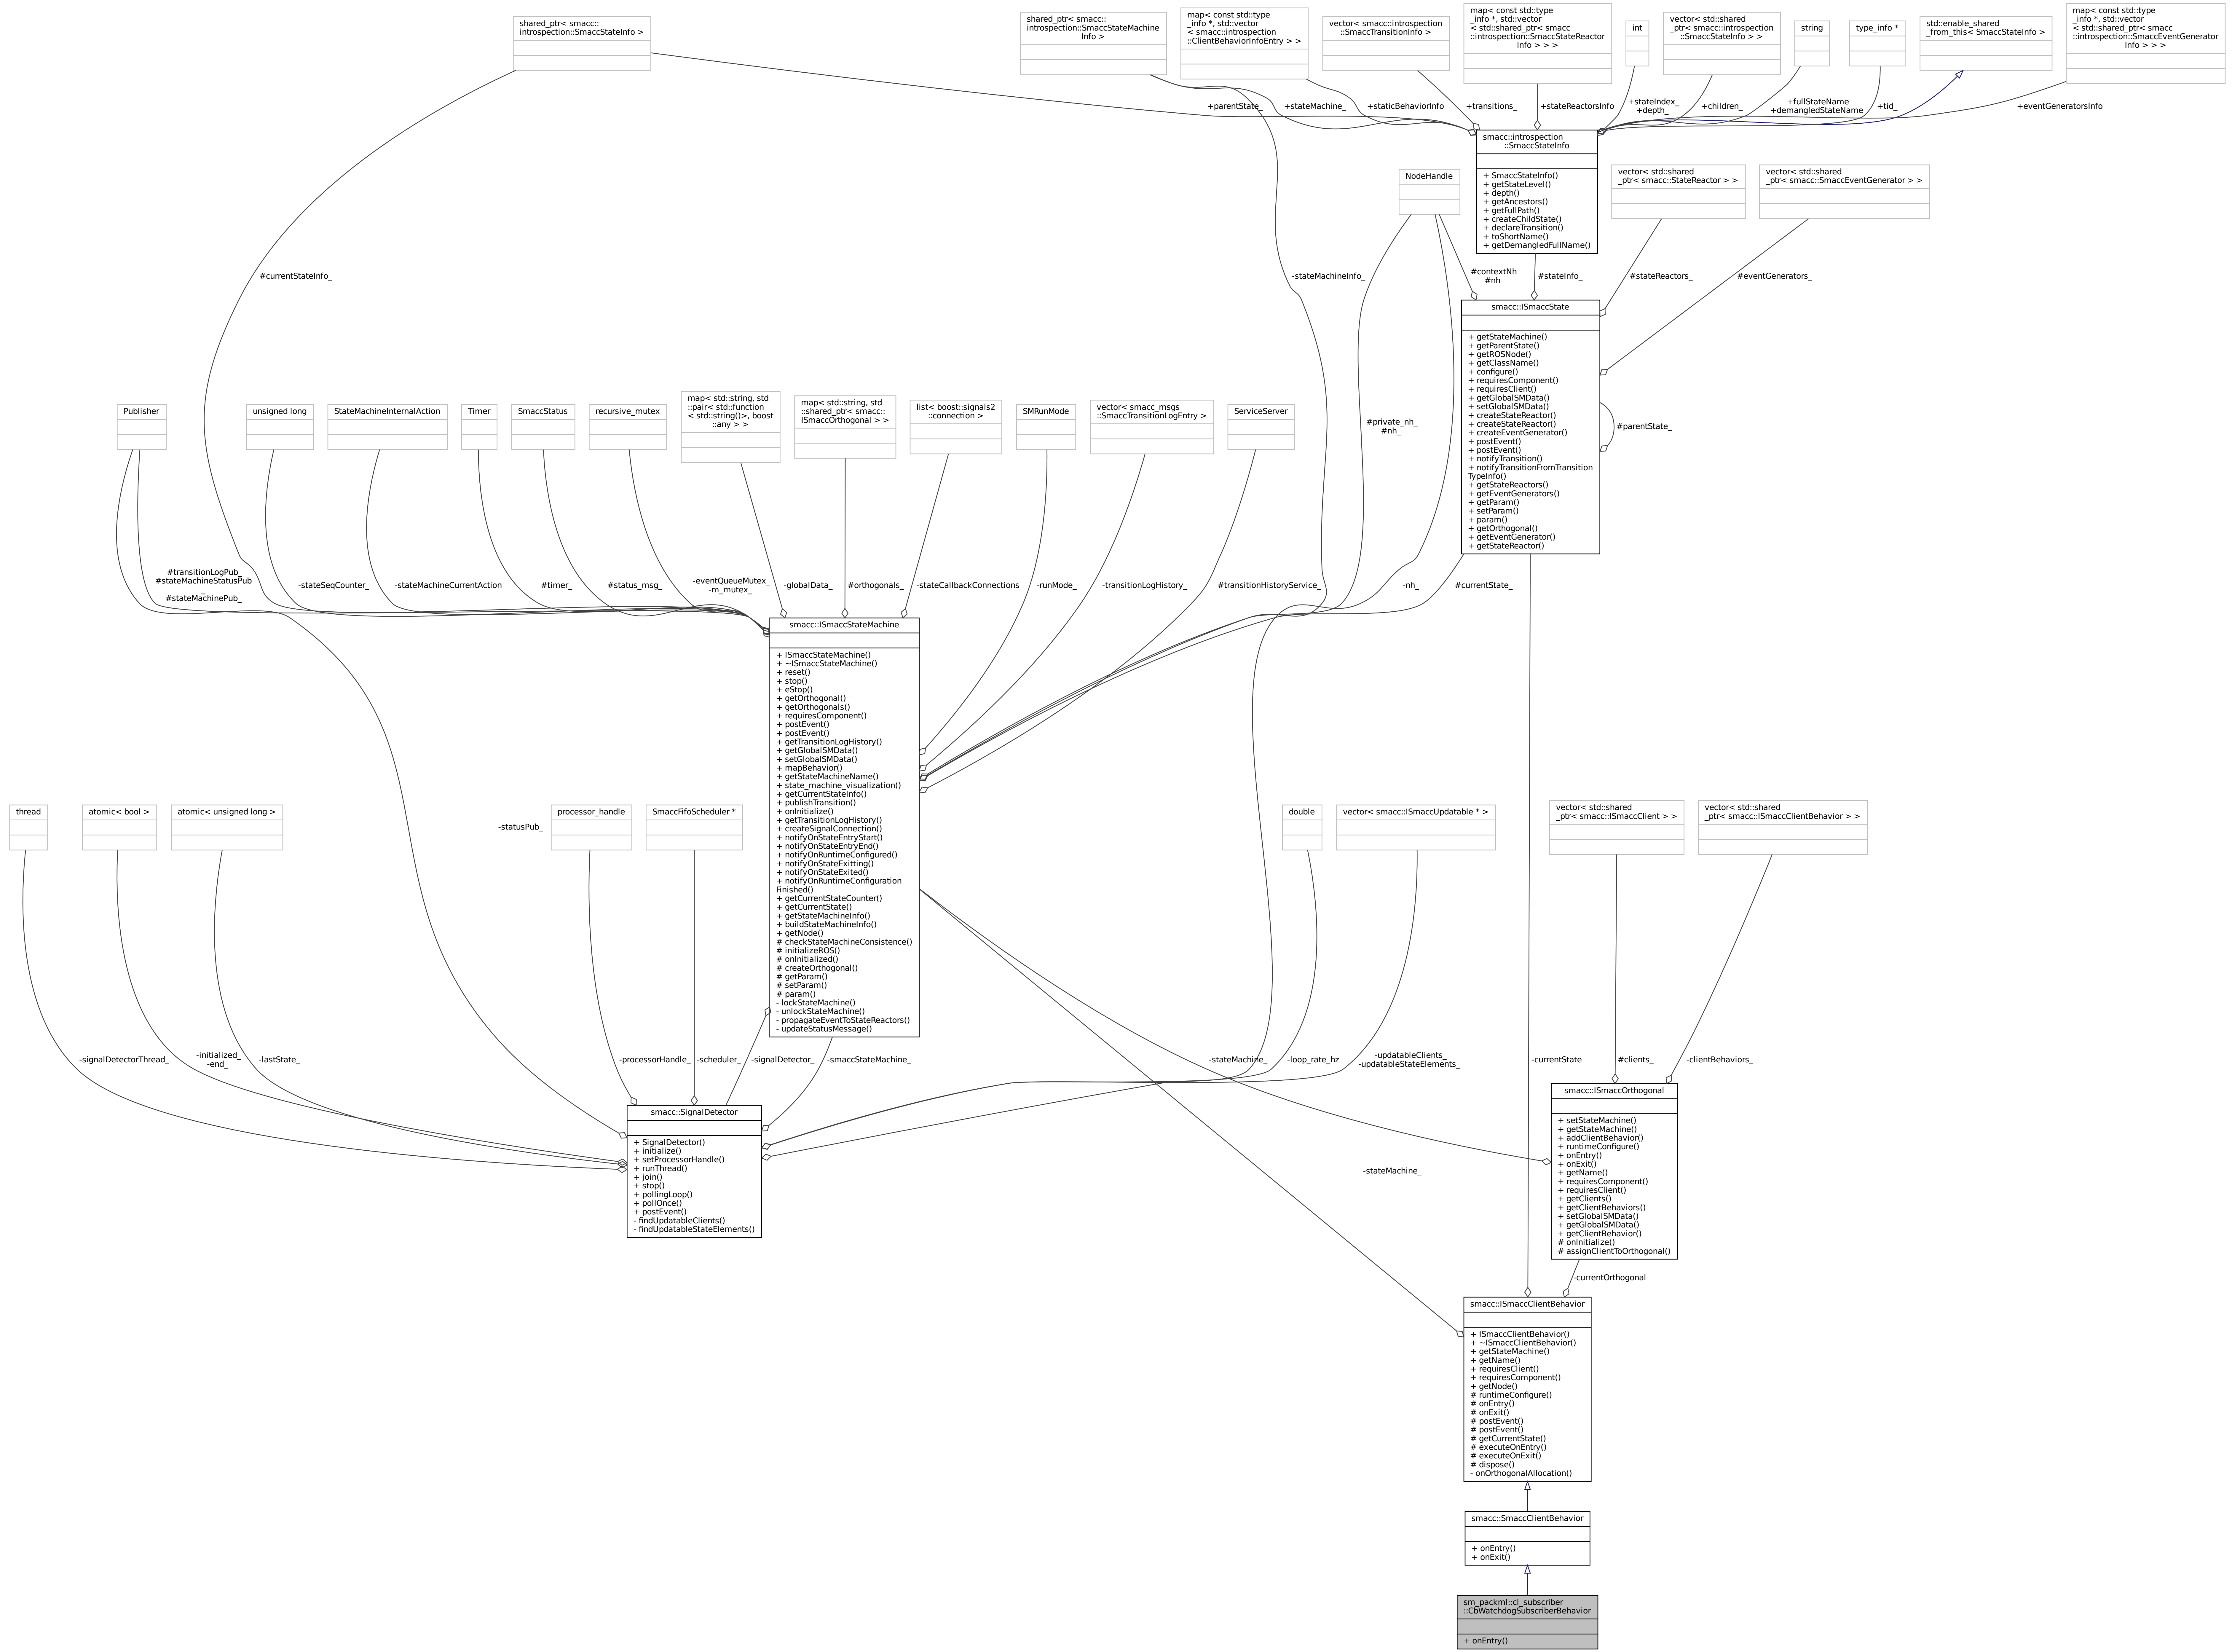 shared_ptr< smacc::
introspection::SmaccStateInfo >
shared_ptr< smacc::
introspection::SmaccStateMachine
Info >
map< const std::type
_info *, std::vector
< smacc::introspection
::ClientBehaviorInfoEntry > >
vector< smacc::introspection
::SmaccTransitionInfo >
map< const std::type
_info *, std::vector
< std::shared_ptr< smacc
::introspection::SmaccStateReactor
Info > > >
int
vector< std::shared
_ptr< smacc::introspection
::SmaccStateInfo > >
string
type_info *
std::enable_shared
_from_this< SmaccStateInfo >
map< const std::type
_info *, std::vector
< std::shared_ptr< smacc
::introspection::SmaccEventGenerator
Info > > >
+parentState_
+stateMachine_
+staticBehaviorInfo
+transitions_
+stateReactorsInfo
+stateIndex_
+depth_
+children_
+fullStateName
+demangledStateName
+tid_
+eventGeneratorsInfo
smacc::introspection
::SmaccStateInfo
+ SmaccStateInfo()
+ getStateLevel()
+ depth()
+ getAncestors()
+ getFullPath()
+ createChildState()
+ declareTransition()
+ toShortName()
+ getDemangledFullName()
NodeHandle
vector< std::shared
_ptr< smacc::StateReactor > >
vector< std::shared
_ptr< smacc::SmaccEventGenerator > >
#currentStateInfo_
-stateMachineInfo_
#contextNh
#nh
#stateInfo_
#stateReactors_
#eventGenerators_
smacc::ISmaccState
+ getStateMachine()
+ getParentState()
+ getROSNode()
+ getClassName()
+ configure()
+ requiresComponent()
+ requiresClient()
+ getGlobalSMData()
+ setGlobalSMData()
+ createStateReactor()
+ createStateReactor()
+ createEventGenerator()
+ postEvent()
+ postEvent()
+ notifyTransition()
+ notifyTransitionFromTransition
TypeInfo()
+ getStateReactors()
+ getEventGenerators()
+ getParam()
+ setParam()
+ param()
+ getOrthogonal()
+ getEventGenerator()
+ getStateReactor()
#parentState_
Publisher
unsigned long
StateMachineInternalAction
Timer
SmaccStatus
recursive_mutex
map< std::string, std
::pair< std::function
< std::string()>, boost
::any > >
map< std::string, std
::shared_ptr< smacc::
ISmaccOrthogonal > >
list< boost::signals2
::connection >
SMRunMode
vector< smacc_msgs
::SmaccTransitionLogEntry >
ServiceServer
#private_nh_
#nh_
#transitionLogPub_
#stateMachineStatusPub
_
#stateMachinePub_
-stateSeqCounter_
-stateMachineCurrentAction
#timer_
#status_msg_
-eventQueueMutex_
-m_mutex_
-globalData_
#orthogonals_
-stateCallbackConnections
-runMode_
-transitionLogHistory_
#transitionHistoryService_
-nh_
#currentState_
smacc::ISmaccStateMachine
+ ISmaccStateMachine()
+ ~ISmaccStateMachine()
+ reset()
+ stop()
+ eStop()
+ getOrthogonal()
+ getOrthogonals()
+ requiresComponent()
+ postEvent()
+ postEvent()
+ getTransitionLogHistory()
+ getGlobalSMData()
+ setGlobalSMData()
+ mapBehavior()
+ getStateMachineName()
+ state_machine_visualization()
+ getCurrentStateInfo()
+ publishTransition()
+ onInitialize()
+ getTransitionLogHistory()
+ createSignalConnection()
+ notifyOnStateEntryStart()
+ notifyOnStateEntryEnd()
+ notifyOnRuntimeConfigured()
+ notifyOnStateExitting()
+ notifyOnStateExited()
+ notifyOnRuntimeConfiguration
Finished()
+ getCurrentStateCounter()
+ getCurrentState()
+ getStateMachineInfo()
+ buildStateMachineInfo()
+ getNode()
# checkStateMachineConsistence()
# initializeROS()
# onInitialized()
# createOrthogonal()
# getParam()
# setParam()
# param()
- lockStateMachine()
- unlockStateMachine()
- propagateEventToStateReactors()
- updateStatusMessage()
thread
atomic< bool >
atomic< unsigned long >
-statusPub_
processor_handle
SmaccFifoScheduler *
double
vector< smacc::ISmaccUpdatable * >
vector< std::shared
_ptr< smacc::ISmaccClient > >
vector< std::shared
_ptr< smacc::ISmaccClientBehavior > >
-signalDetectorThread_
-initialized_
-end_
-lastState_
-processorHandle_
-scheduler_
-signalDetector_
-smaccStateMachine_
-stateMachine_
-loop_rate_hz
-updatableClients_
-updatableStateElements_
-currentState
#clients_
-clientBehaviors_
smacc::SignalDetector
+ SignalDetector()
+ initialize()
+ setProcessorHandle()
+ runThread()
+ join()
+ stop()
+ pollingLoop()
+ pollOnce()
+ postEvent()
- findUpdatableClients()
- findUpdatableStateElements()
smacc::ISmaccOrthogonal
+ setStateMachine()
+ getStateMachine()
+ addClientBehavior()
+ runtimeConfigure()
+ onEntry()
+ onExit()
+ getName()
+ requiresComponent()
+ requiresClient()
+ getClients()
+ getClientBehaviors()
+ setGlobalSMData()
+ getGlobalSMData()
+ getClientBehavior()
# onInitialize()
# assignClientToOrthogonal()
-stateMachine_
-currentOrthogonal
smacc::ISmaccClientBehavior
+ ISmaccClientBehavior()
+ ~ISmaccClientBehavior()
+ getStateMachine()
+ getName()
+ requiresClient()
+ requiresComponent()
+ getNode()
# runtimeConfigure()
# onEntry()
# onExit()
# postEvent()
# postEvent()
# getCurrentState()
# executeOnEntry()
# executeOnExit()
# dispose()
- onOrthogonalAllocation()
smacc::SmaccClientBehavior
+ onEntry()
+ onExit()
sm_packml::cl_subscriber
::CbWatchdogSubscriberBehavior
+ onEntry()